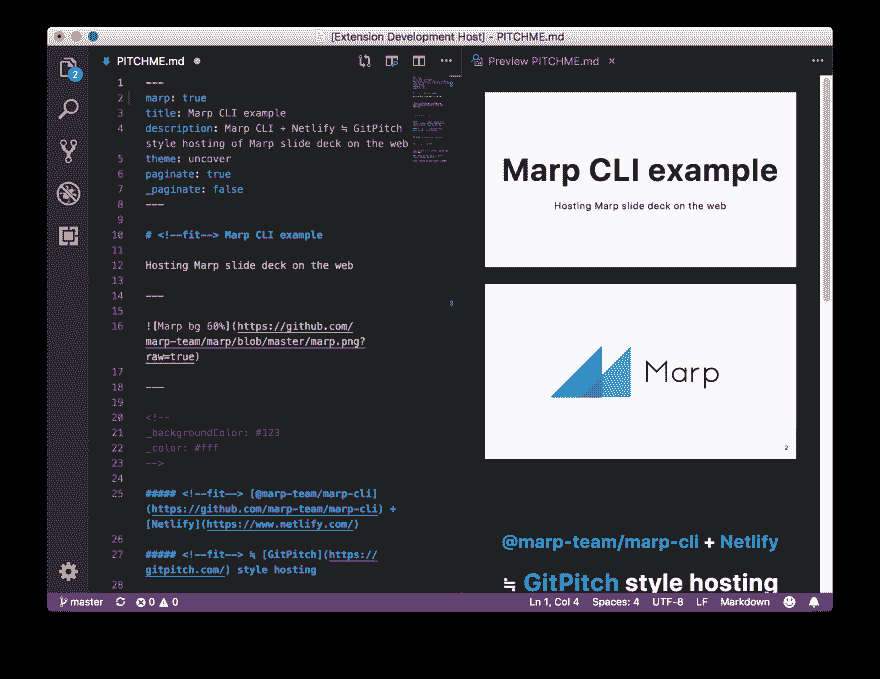 [Extension Development Host] - PITCHME.md
PITCHME.md
Preview PITCHME.md
2
1 ---
2 marp: true
3 title: Marp CLI example
4 description: Marp CLI + Netlify ≒ GitPitch
style hosting of Marp slide deck on the web
5 theme: uncover
6 paginate: true
7 _paginate: false
8 ---
9
10 # <!--fit--> Marp CLI example
11
12 Hosting Marp slide deck on the web
13
14 ---
15
16 ![Marp bg 60%](https://github.com/
marp-team/marp/blob/master/marp.png?
raw=true)
17
18 ---
19
20 <!--
21 _backgroundColor: #123
22 _color: #fff
23 -->
24
25 ##### <!--fit--> [@marp-team/marp-cli]
(https://github.com/marp-team/marp-cli) +
[Netlify](https://www.netlify.com/)
26
27 ##### <!--fit--> ≒ [GitPitch](https://
gitpitch.com/) style hosting
28
Marp CLI example
Hosting Marp slide deck on the web
Marp
2
@marp-team/marp-cli + Netlify
≒ GitPitch style hosting
master 0 0 Ln 1, Col 4 Spaces: 4 UTF-8 LF Markdown